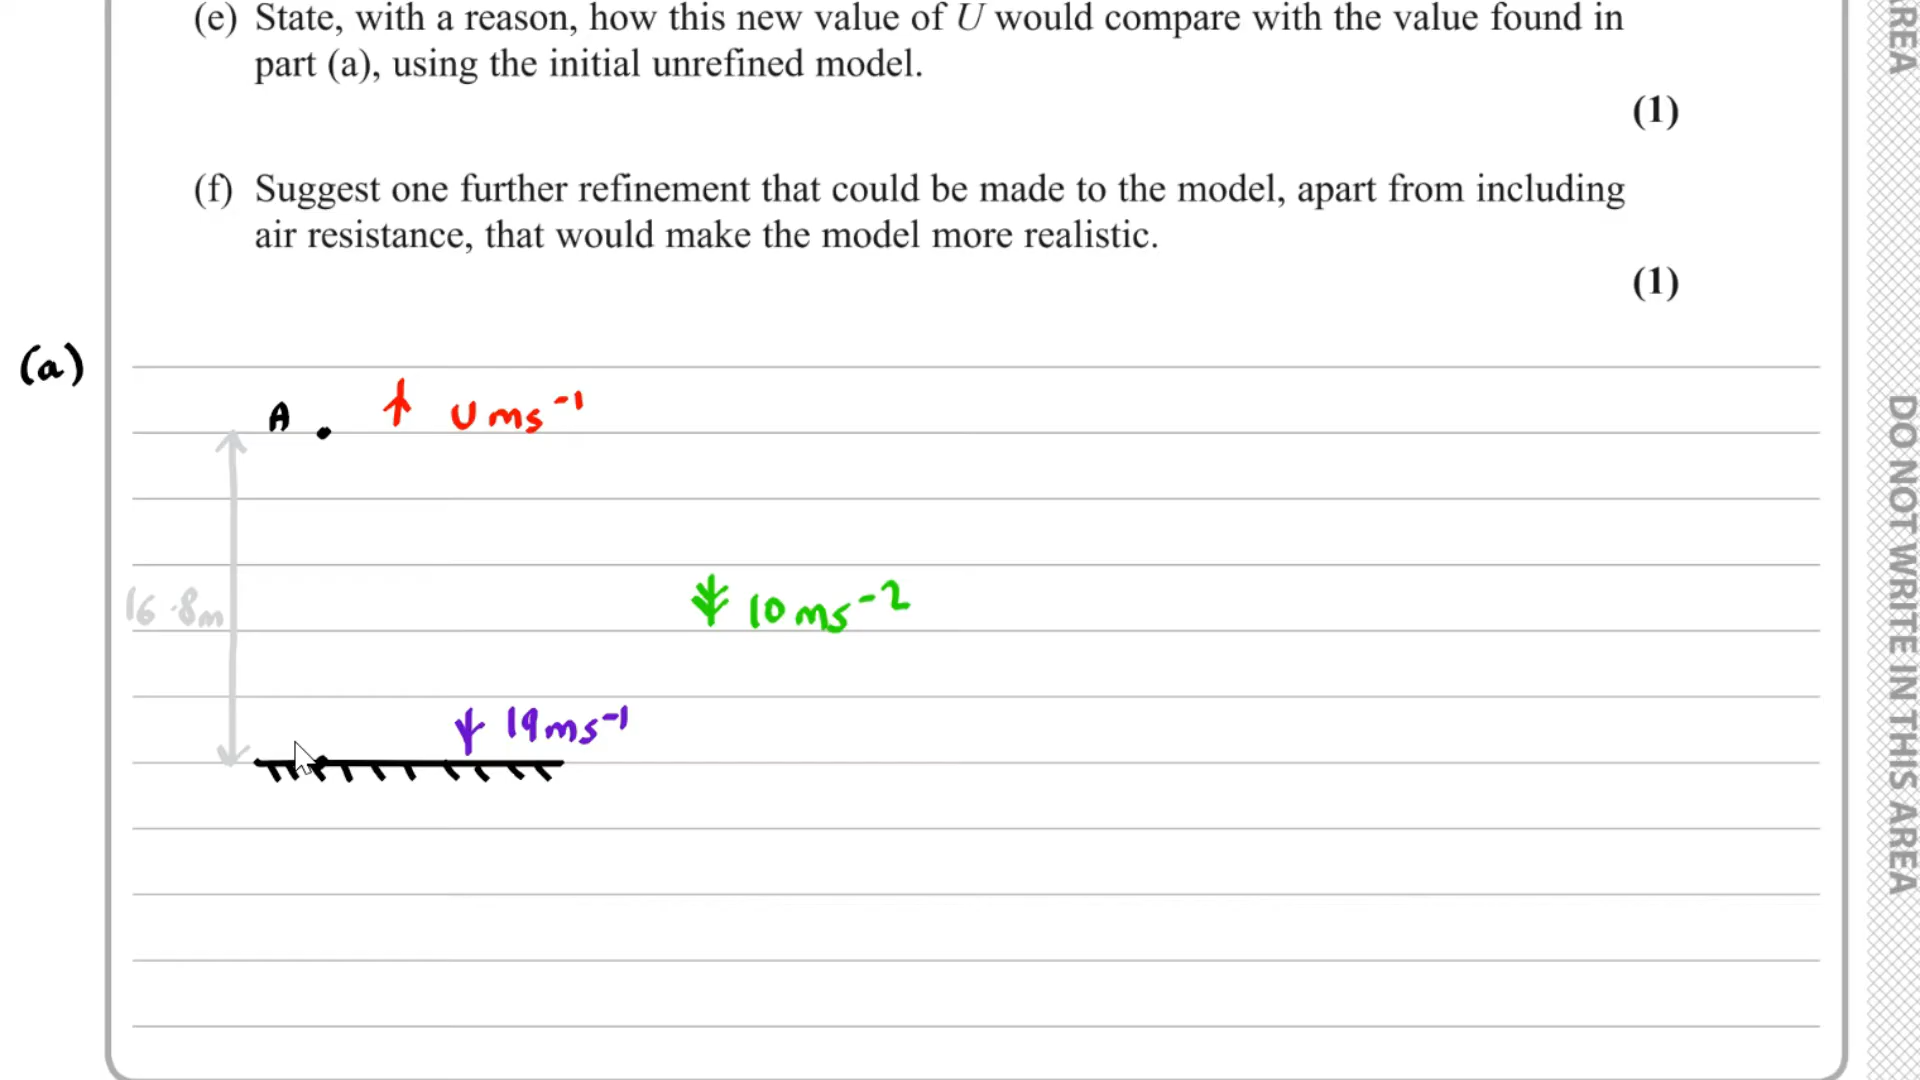 (e) State, with a reason, how this new value of U would compare with the value found in
part (a), using the initial unrefined model.
(1)
(f) Suggest one further refinement that could be made to the model, apart from including
air resistance, that would make the model more realistic.
(1)
(a)
A
U ms⁻¹
16.8m
10 ms⁻²
19 ms⁻¹
AREA
DO NOT WRITE IN THIS AREA